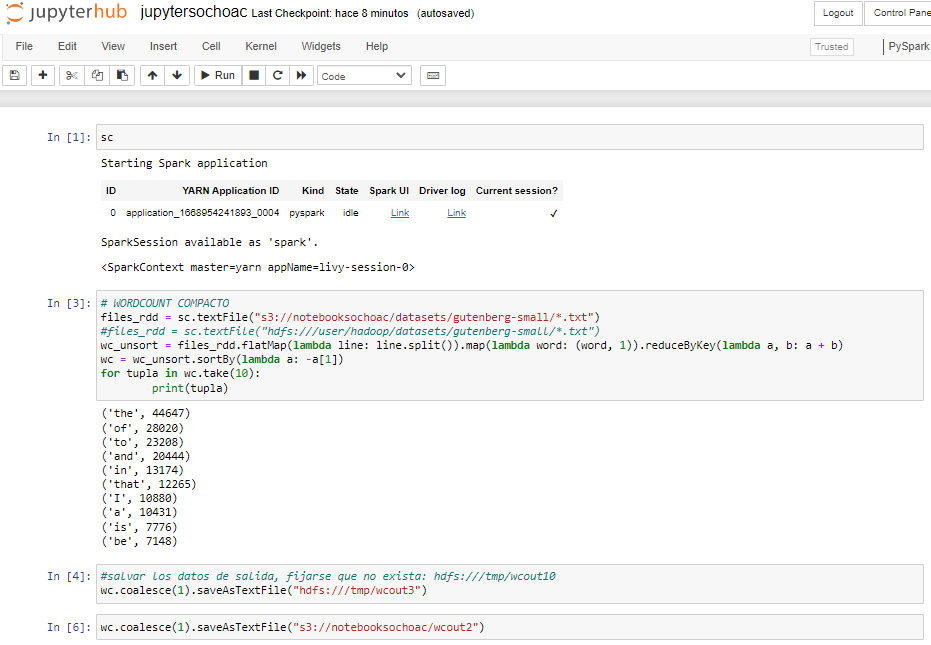 jupyterhub jupytersochoac Last Checkpoint: hace 8 minutos (autosaved) Logout Control Pane
File Edit View Insert Cell Kernel Widgets Help Trusted PySpark
Run Code
In [1]: sc
Starting Spark application
ID YARN Application ID Kind State Spark UI Driver log Current session?
0 application_1668954241893_0004 pyspark idle Link Link ✓
SparkSession available as 'spark'.
<SparkContext master=yarn appName=livy-session-0>
In [3]: # WORDCOUNT COMPACTO
files_rdd = sc.textFile("s3://notebooksochoac/datasets/gutenberg-small/*.txt")
#files_rdd = sc.textFile("hdfs:///user/hadoop/datasets/gutenberg-small/*.txt")
wc_unsort = files_rdd.flatMap(lambda line: line.split()).map(lambda word: (word, 1)).reduceByKey(lambda a, b: a + b)
wc = wc_unsort.sortBy(lambda a: -a[1])
for tupla in wc.take(10):
print(tupla)
('the', 44647)
('of', 28020)
('to', 23208)
('and', 20444)
('in', 13174)
('that', 12265)
('I', 10880)
('a', 10431)
('is', 7776)
('be', 7148)
In [4]: #salvar los datos de salida, fijarse que no exista: hdfs:///tmp/wcout10
wc.coalesce(1).saveAsTextFile("hdfs:///tmp/wcout3")
In [6]: wc.coalesce(1).saveAsTextFile("s3://notebooksochoac/wcout2")